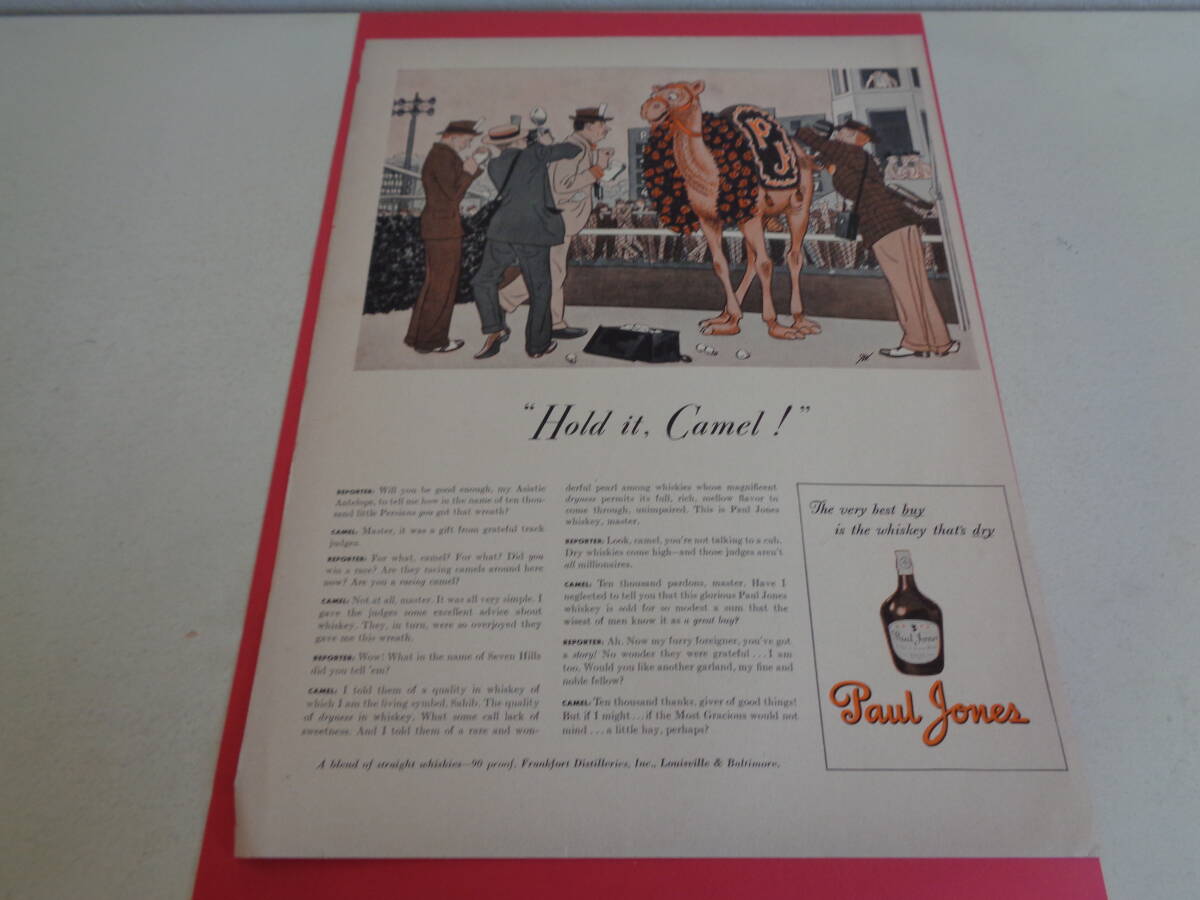 PJ
"Hold it, Camel!"
REPORTER: Will you be good enough, my Asiatic
Antelope, to tell me how in the name of ten thou-
sand little Persians you got that wreath?
CAMEL: Master, it was a gift from grateful track
judges.
REPORTER: For what, camel? For what? Did you
win a race? Are they racing camels around here
now? Are you a racing camel?
CAMEL: Not at all, master. It was all very simple. I
gave the judges some excellent advice about
whiskey. They, in turn, were so overjoyed they
gave me this wreath.
REPORTER: Wow! What in the name of Seven Hills
did you tell 'em?
CAMEL: I told them of a quality in whiskey of
which I am the living symbol, Sahib. The quality
of dryness in whiskey. What some call lack of
sweetness. And I told them of a rare and won-
derful pearl among whiskies whose magnificent
dryness permits its full, rich, mellow flavor to
come through, unimpaired. This is Paul Jones
whiskey, master.
REPORTER: Look, camel, you're not talking to a cub.
Dry whiskies come high—and those judges aren't
all millionaires.
CAMEL: Ten thousand pardons, master. Have I
neglected to tell you that this glorious Paul Jones
whiskey is sold for so modest a sum that the
wisest of men know it as a great buy?
REPORTER: Ah. Now my furry foreigner, you've got
a story! No wonder they were grateful...I am
too. Would you like another garland, my fine and
noble fellow?
CAMEL: Ten thousand thanks, giver of good things!
But if I might...if the Most Gracious would not
mind...a little hay, perhaps?
A blend of straight whiskies—90 proof. Frankfort Distilleries, Inc., Louisville & Baltimore.
The very best buy
is the whiskey that's dry
Paul Jones
Paul Jones